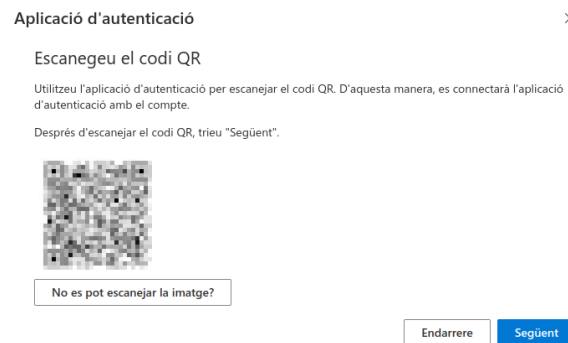 Aplicació d'autenticació
Escanegeu el codi QR
Utilitzeu l'aplicació d'autenticació per escanejar el codi QR. D'aquesta manera, es connectarà l'aplicació
d'autenticació amb el compte.
Després d'escanejar el codi QR, trieu "Següent".
No es pot escanejar la imatge?
Endarrere
Següent